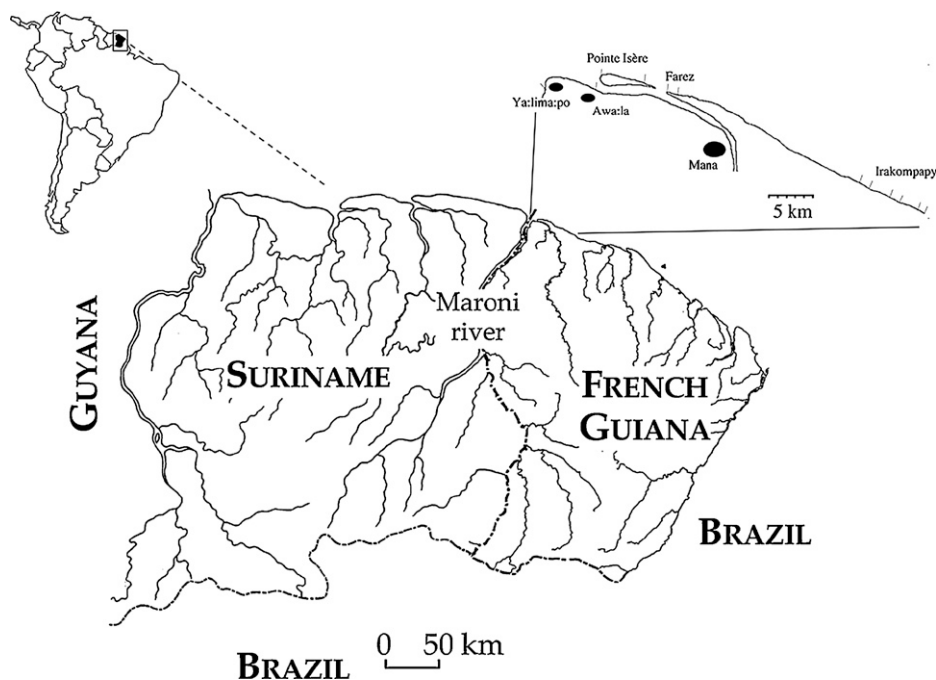 Pointe Isère
Farez
Ya:lima:po
Awa:la
Mana
Irakompapy
5 km
Maroni
river
GUYANA
SURINAME
FRENCH
GUIANA
BRAZIL
0 50 km
BRAZIL